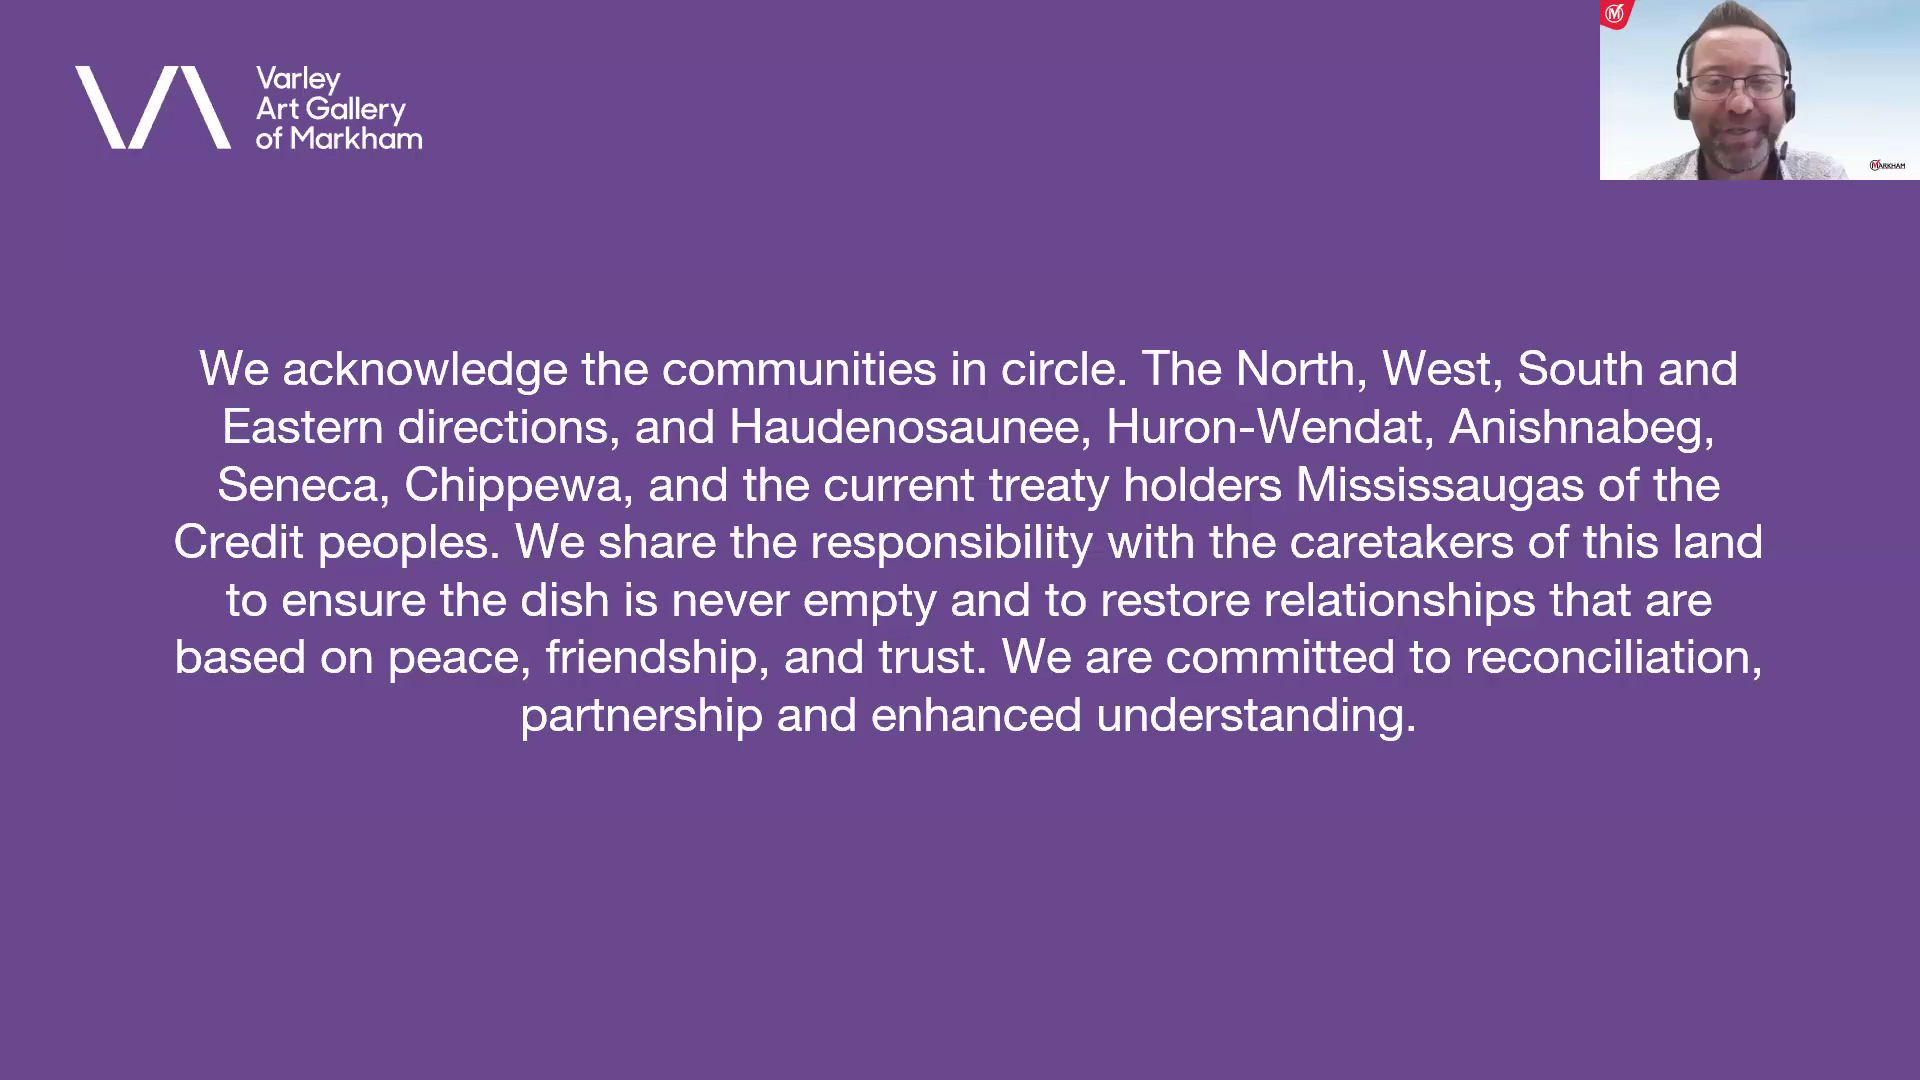 Varley
Art Gallery
of Markham
MARKHAM
We acknowledge the communities in circle. The North, West, South and
Eastern directions, and Haudenosaunee, Huron-Wendat, Anishnabeg,
Seneca, Chippewa, and the current treaty holders Mississaugas of the
Credit peoples. We share the responsibility with the caretakers of this land
to ensure the dish is never empty and to restore relationships that are
based on peace, friendship, and trust. We are committed to reconciliation,
partnership and enhanced understanding.